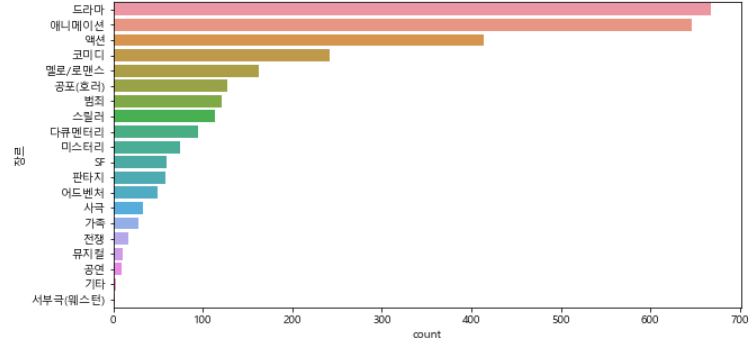 드라마
애니메이션
액션
코미디
멜로/로맨스
공포(호러)
범죄
스릴러
다큐멘터리
미스터리
SF
판타지
어드벤처
사극
가족
전쟁
뮤지컬
공연
기타
서부극(웨스턴)
장르
0 100 200 300 400 500 600 700
count